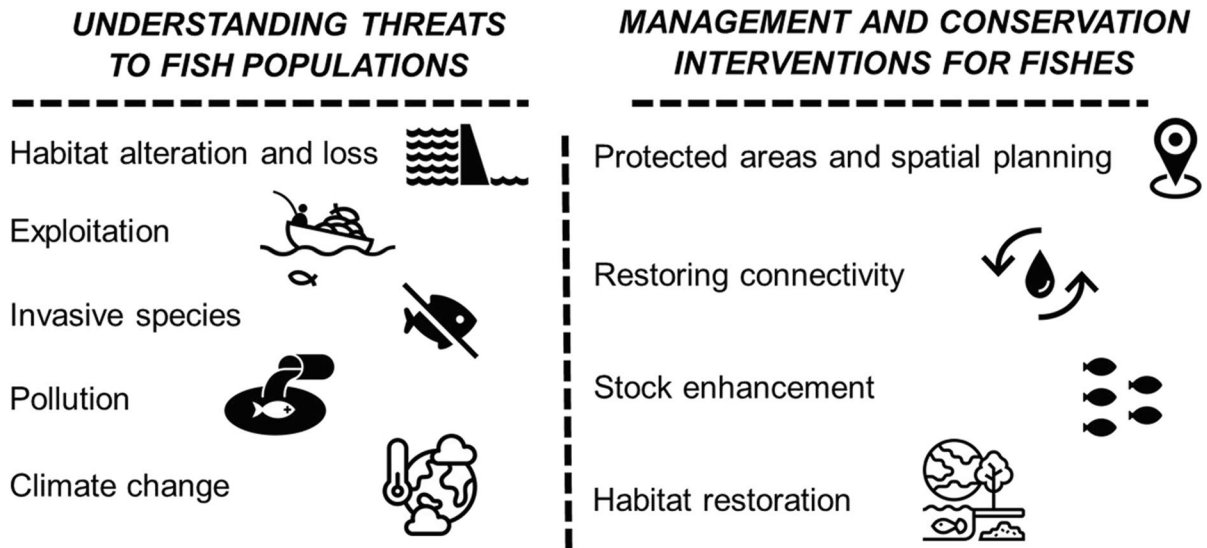 UNDERSTANDING THREATS
TO FISH POPULATIONS
Habitat alteration and loss
Exploitation
Invasive species
Pollution
Climate change
MANAGEMENT AND CONSERVATION
INTERVENTIONS FOR FISHES
Protected areas and spatial planning
Restoring connectivity
Stock enhancement
Habitat restoration